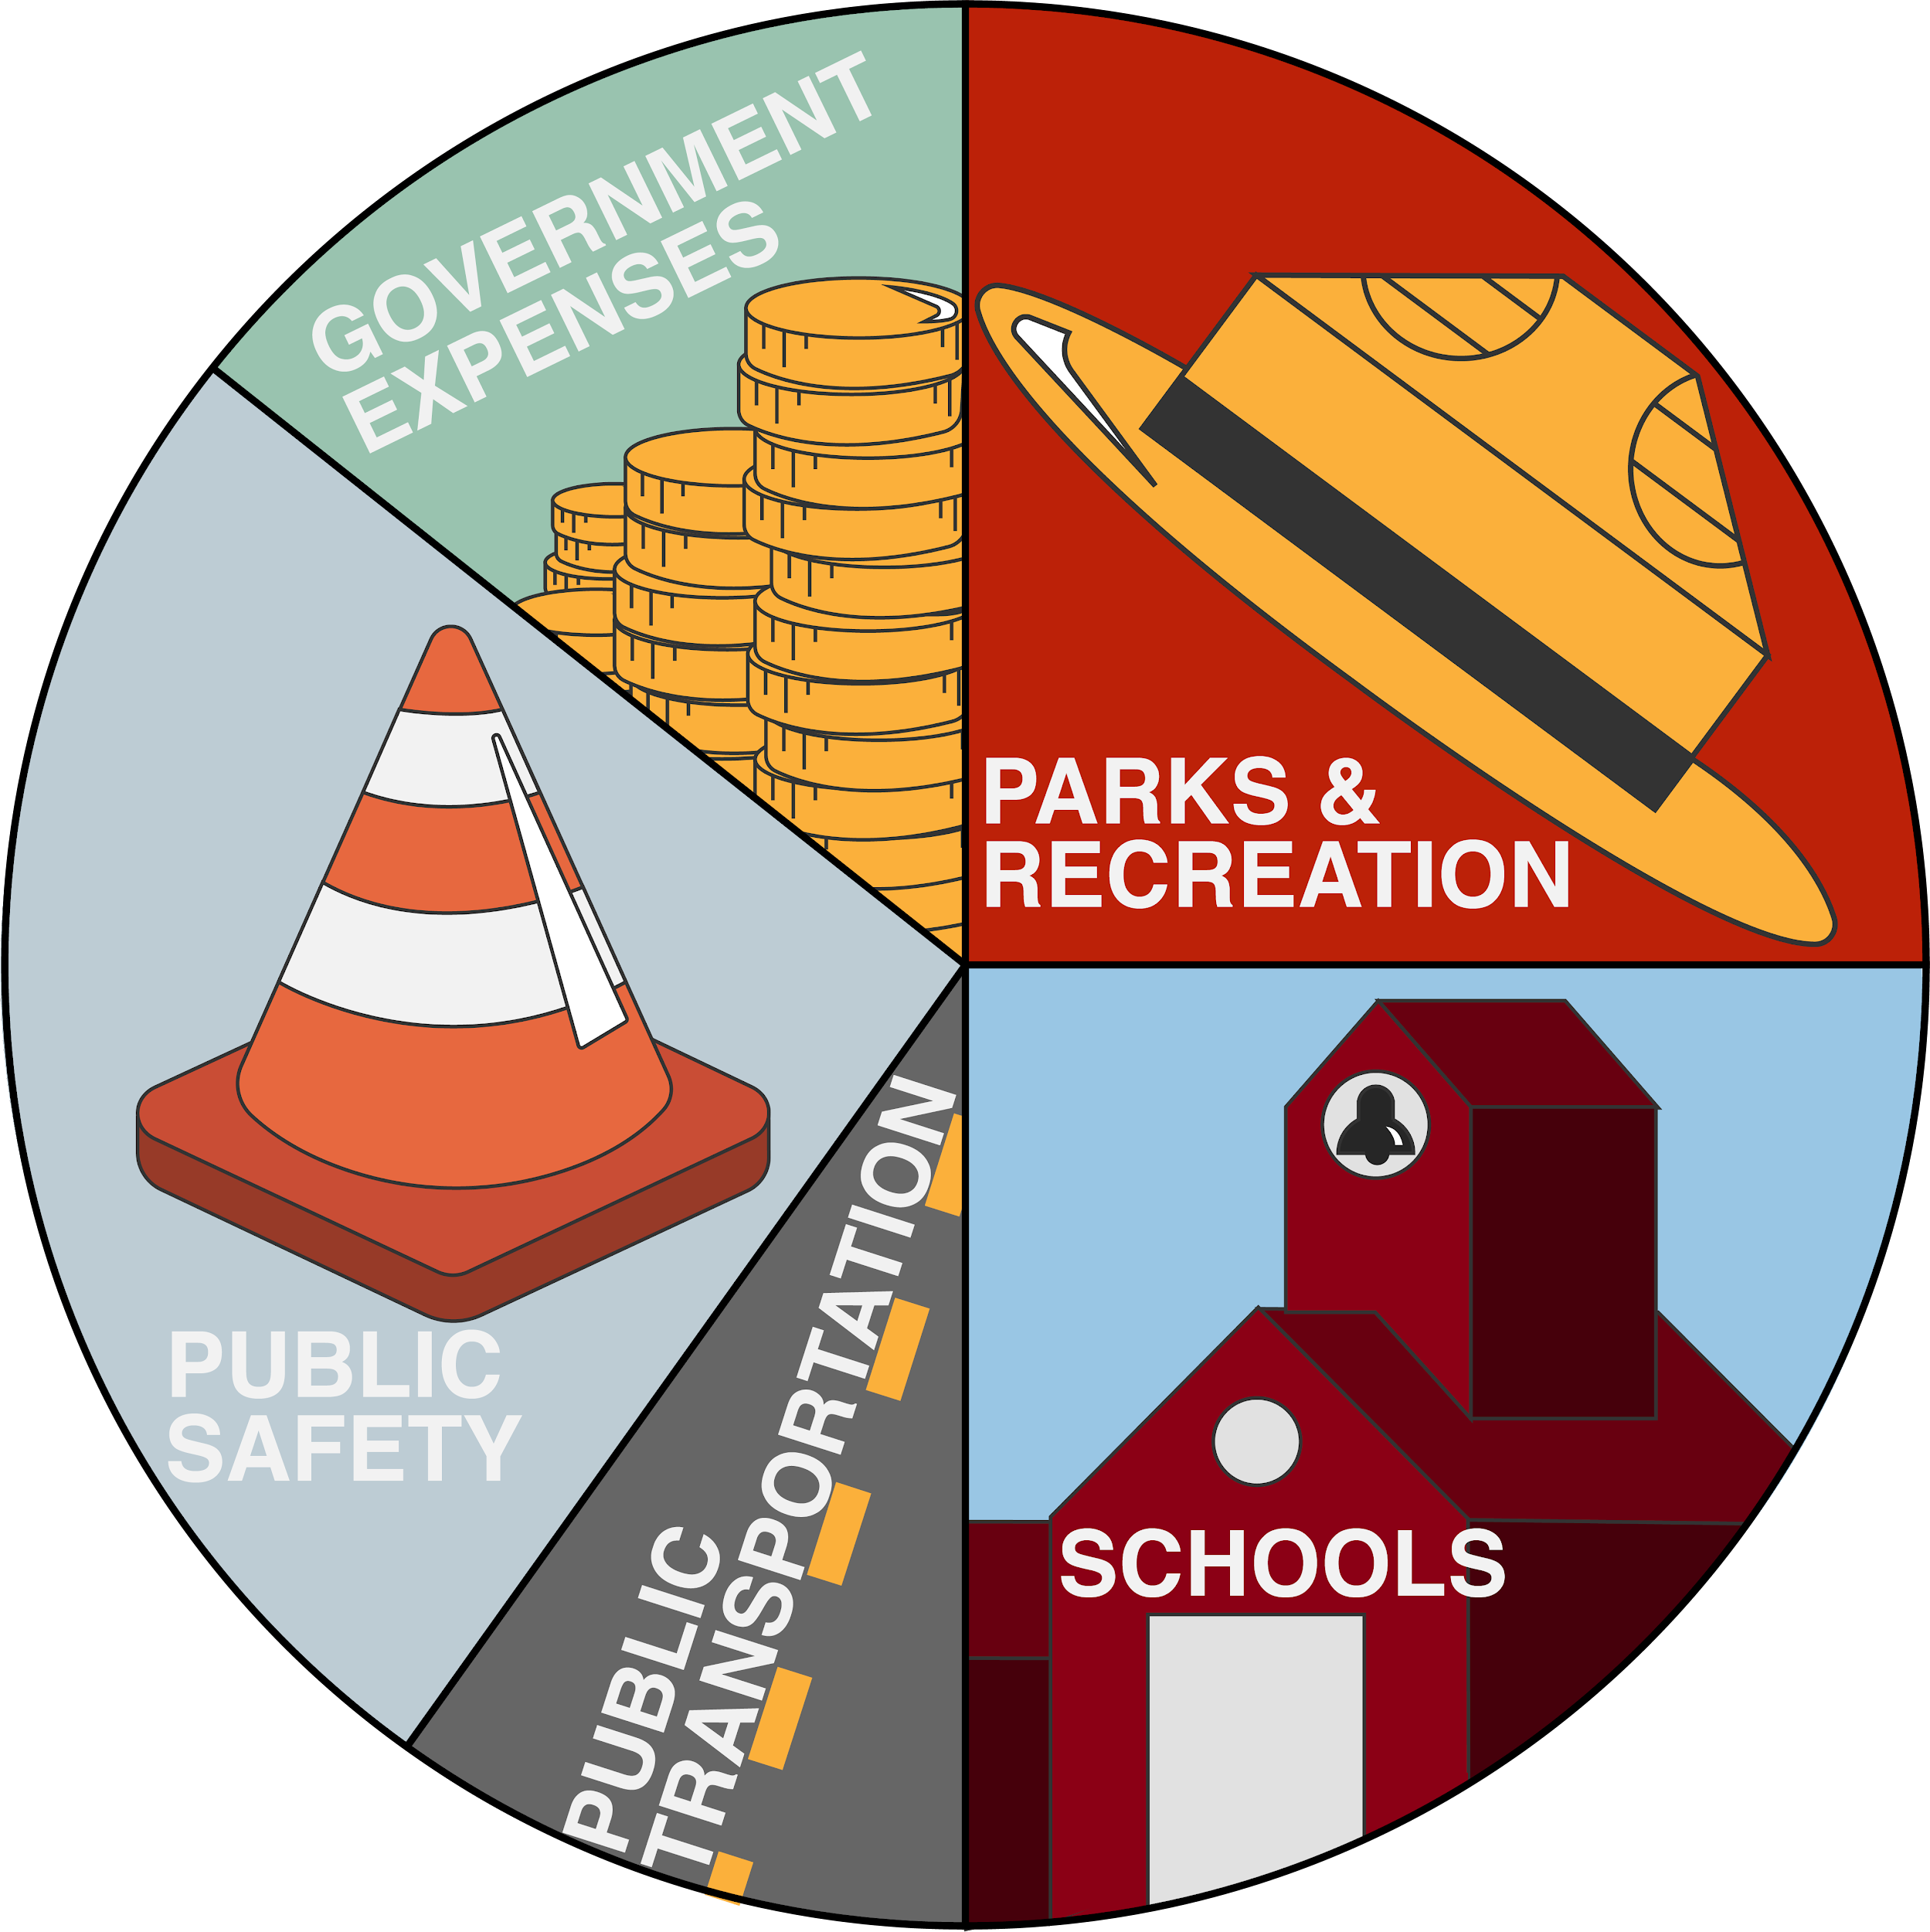 GOVERNMENT
EXPENSES
PARKS &
RECREATION
PUBLIC
SAFETY
PUBLIC
TRANSPORTATION
SCHOOLS